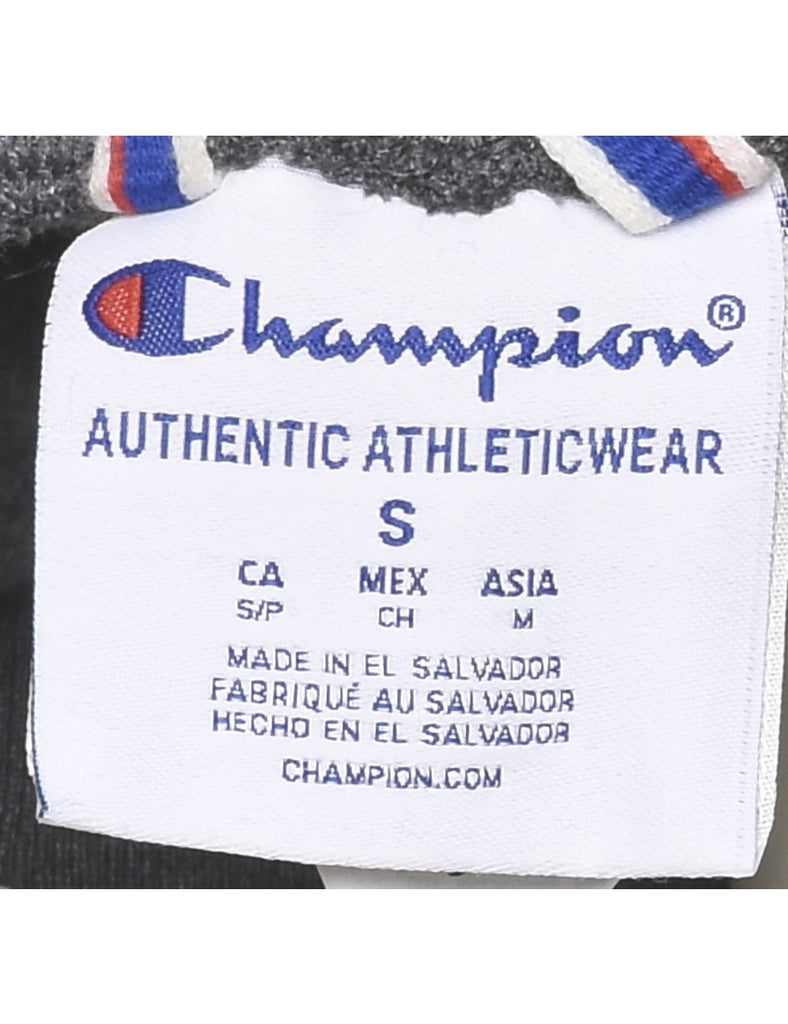 Champion®
AUTHENTIC ATHLETICWEAR
S
CA MEX ASIA
S/P CH M
MADE IN EL SALVADOR
FABRIQUÉ AU SALVADOR
HECHO EN EL SALVADOR
CHAMPION.COM